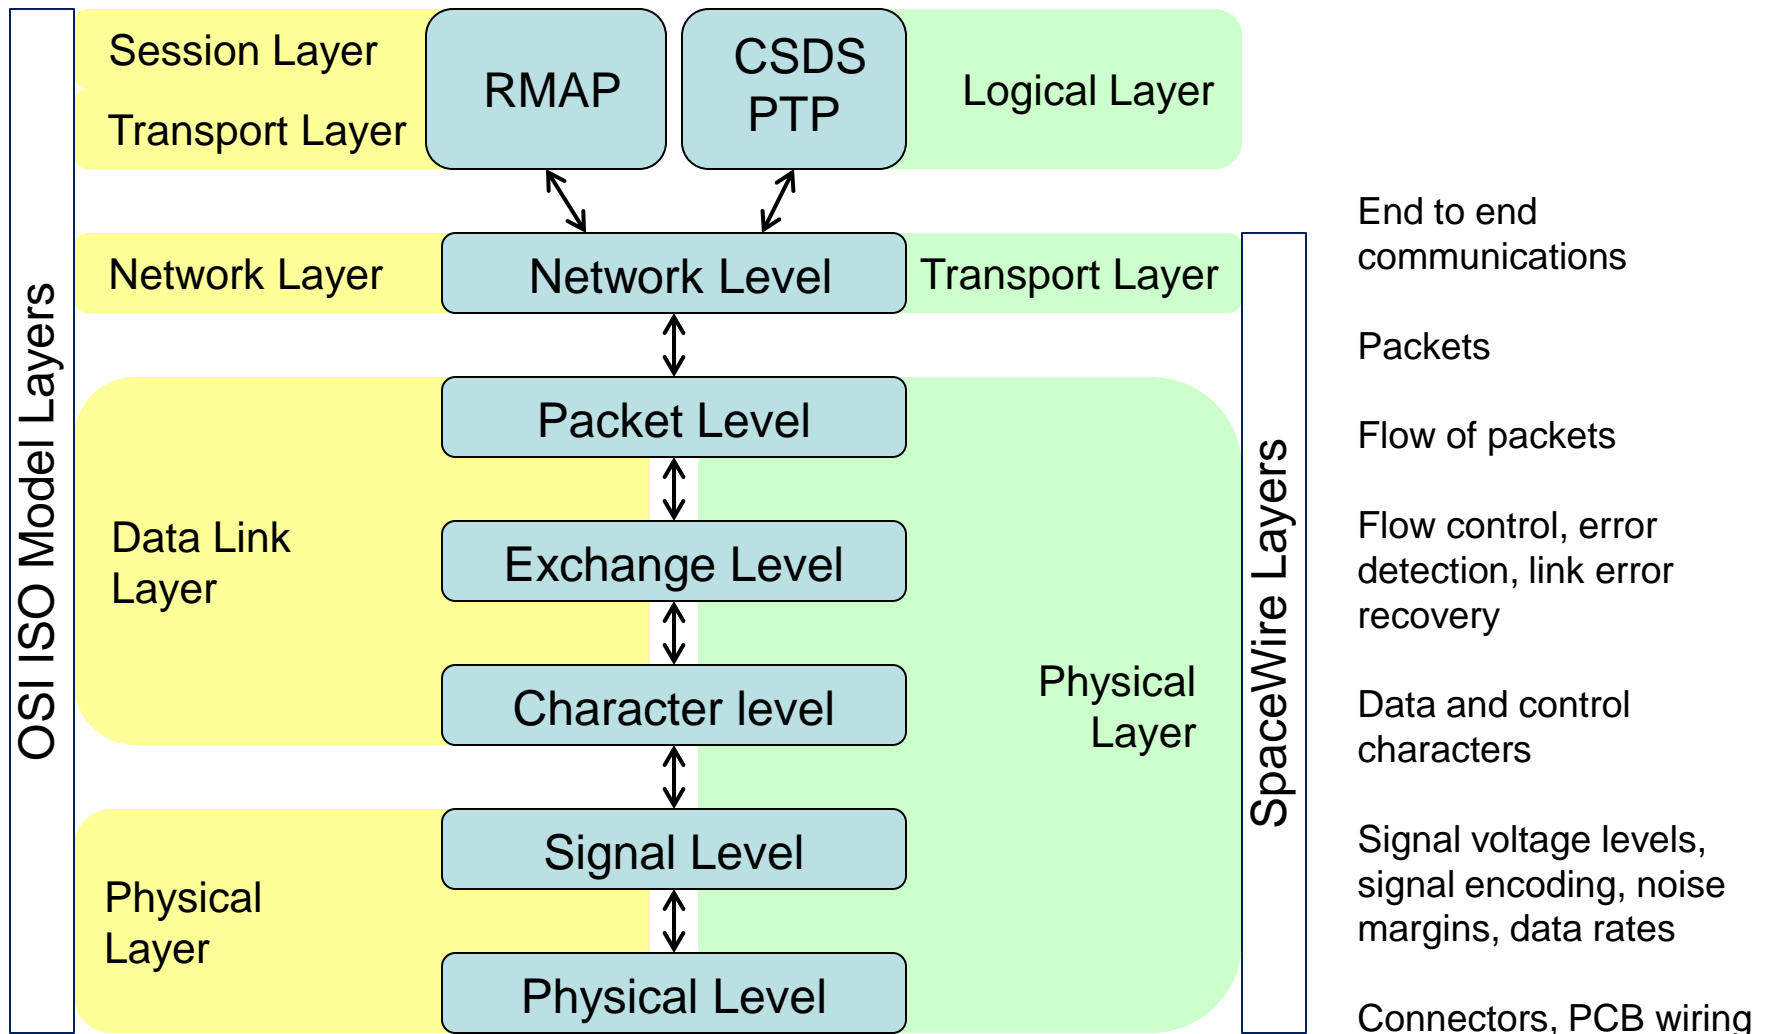 Session Layer
Transport Layer
RMAP
CSDS
PTP
Logical Layer
Network Layer
Network Level
Transport Layer
Packet Level
Data Link
Layer
Exchange Level
Character level
Physical
Layer
Signal Level
Physical
Layer
Physical Level
OSI ISO Model Layers
SpaceWire Layers
End to end
communications
Packets
Flow of packets
Flow control, error
detection, link error
recovery
Data and control
characters
Signal voltage levels,
signal encoding, noise
margins, data rates
Connectors, PCB wiring